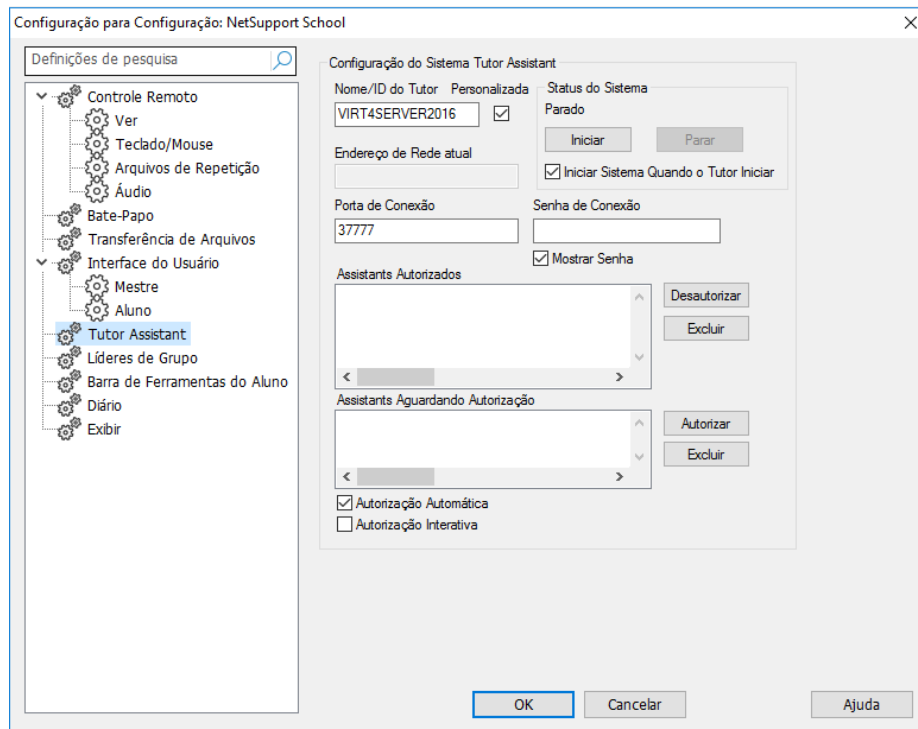 Configuração para Configuração: NetSupport School
Definições de pesquisa
Controle Remoto
Ver
Teclado/Mouse
Arquivos de Repetição
Áudio
Bate-Papo
Transferência de Arquivos
Interface do Usuário
Mestre
Aluno
Tutor Assistant
Líderes de Grupo
Barra de Ferramentas do Aluno
Diário
Exibir
Configuração do Sistema Tutor Assistant
Nome/ID do Tutor Personalizada
VIRT4SERVER2016
Status do Sistema
Parado
Iniciar Parar
Iniciar Sistema Quando o Tutor Iniciar
Endereço de Rede atual
Porta de Conexão Senha de Conexão
37777
Mostrar Senha
Assistants Autorizados
Desautorizar
Excluir
Assistants Aguardando Autorização
Autorizar
Excluir
Autorização Automática
Autorização Interativa
OK Cancelar Ajuda